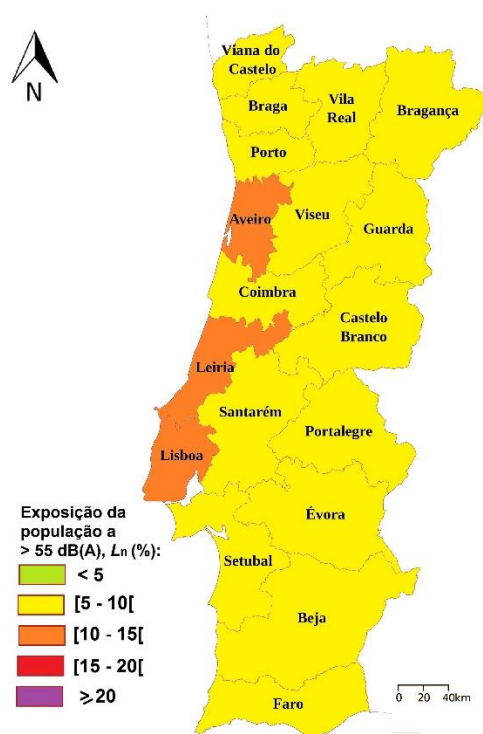 N
Viana do
Castelo
Braga
Vila
Real
Bragança
Porto
Aveiro
Viseu
Guarda
Coimbra
Castelo
Branco
Leiria
Santarém
Portalegre
Lisboa
Évora
Setubal
Beja
Faro
Exposição da
população a
> 55 dB(A), Ln (%):
< 5
[5 - 10[
[10 - 15[
[15 - 20[
⩾20
0 20 40km